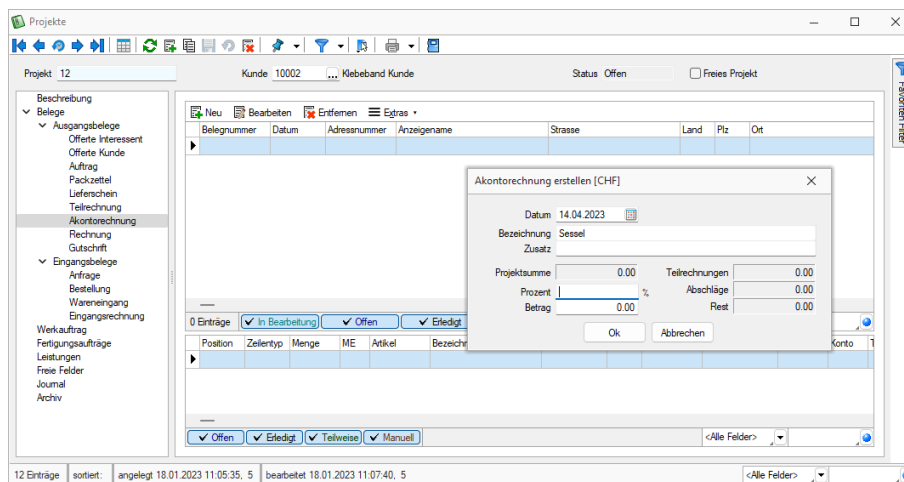 Projekte
Projekt 12 Kunde 10002 ... Klebeband Kunde Status Offen Freies Projekt
Favoriten Filter
Beschreibung
Belege
Ausgangsbelege
Offerte Interessent
Offerte Kunde
Auftrag
Packzettel
Lieferschein
Teilrechnung
Akontorechnung
Rechnung
Gutschrift
Eingangsbelege
Anfrage
Bestellung
Wareneingang
Eingangsrechnung
Werkauftrag
Fertigungsaufträge
Leistungen
Freie Felder
Journal
Archiv
Neu Bearbeiten Entfernen Extras
Belegnummer Datum Adressnummer Anzeigename Strasse Land Plz Ort
Akontorechnung erstellen [CHF]
Datum 14.04.2023
Bezeichnung Sessel
Zusatz
Projektsumme 0.00 Teilrechnungen 0.00
Prozent % Abschläge 0.00
Betrag 0.00 Rest 0.00
Ok Abbrechen
0 Einträge In Bearbeitung Offen Erledigt
Position Zeilentyp Menge ME Artikel Bezeichn Konto T
Offen Erledigt Teilweise Manuell <Alle Felder>
12 Einträge sortiert: angelegt 18.01.2023 11:05:35, 5 bearbeitet 18.01.2023 11:07:40, 5 <Alle Felder>